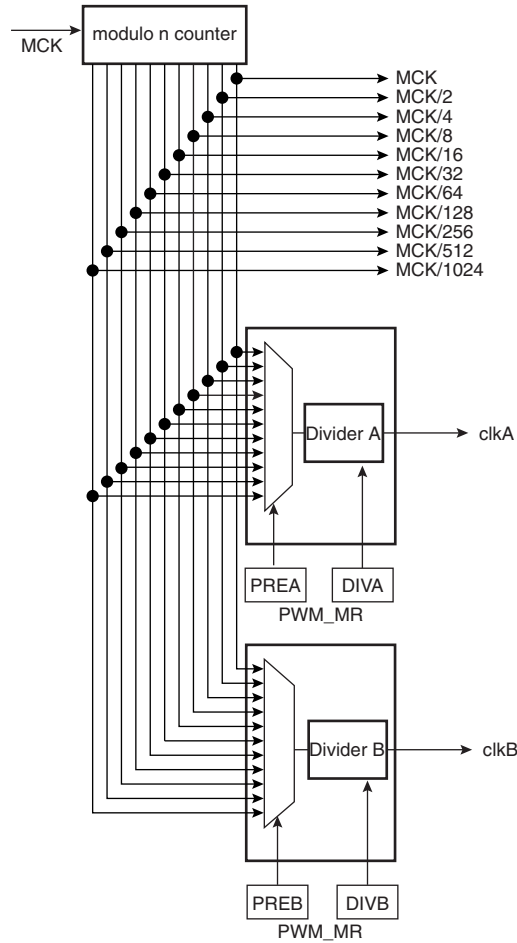 modulo n counter
MCK
MCK
MCK/2
MCK/4
MCK/8
MCK/16
MCK/32
MCK/64
MCK/128
MCK/256
MCK/512
MCK/1024
Divider A
clkA
PREA
DIVA
PWM_MR
Divider B
clkB
PREB
DIVB
PWM_MR